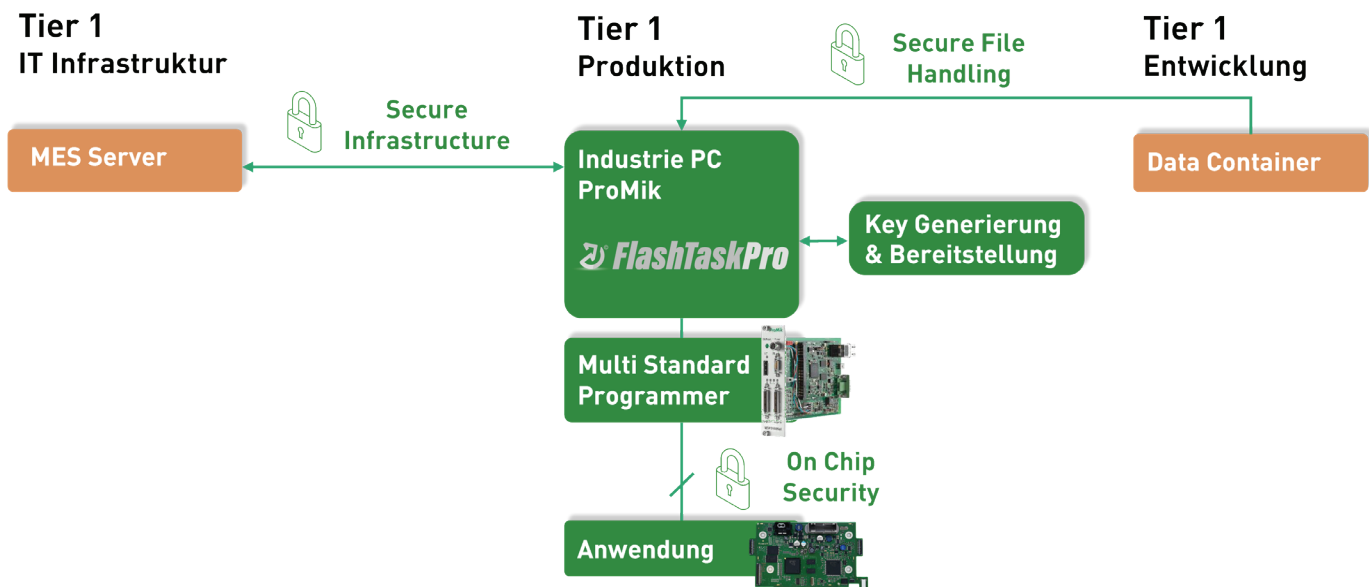 Tier 1
IT Infrastruktur
Tier 1
Produktion
Tier 1
Entwicklung
Secure File
Handling
Secure
Infrastructure
MES Server
Industrie PC
ProMik
FlashTaskPro
Data Container
Key Generierung
& Bereitstellung
Multi Standard
Programmer
On Chip
Security
Anwendung